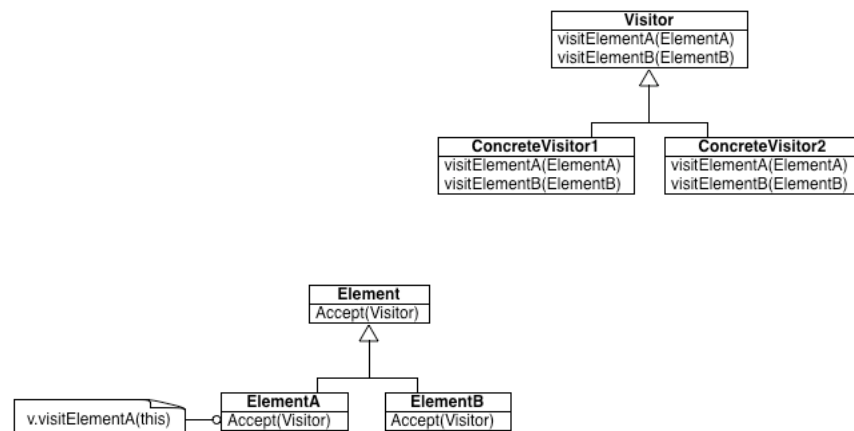 Visitor
visitElementA(ElementA)
visitElementB(ElementB)
ConcreteVisitor1
visitElementA(ElementA)
visitElementB(ElementB)
ConcreteVisitor2
visitElementA(ElementA)
visitElementB(ElementB)
Element
Accept(Visitor)
v.visitElementA(this)
ElementA
Accept(Visitor)
ElementB
Accept(Visitor)